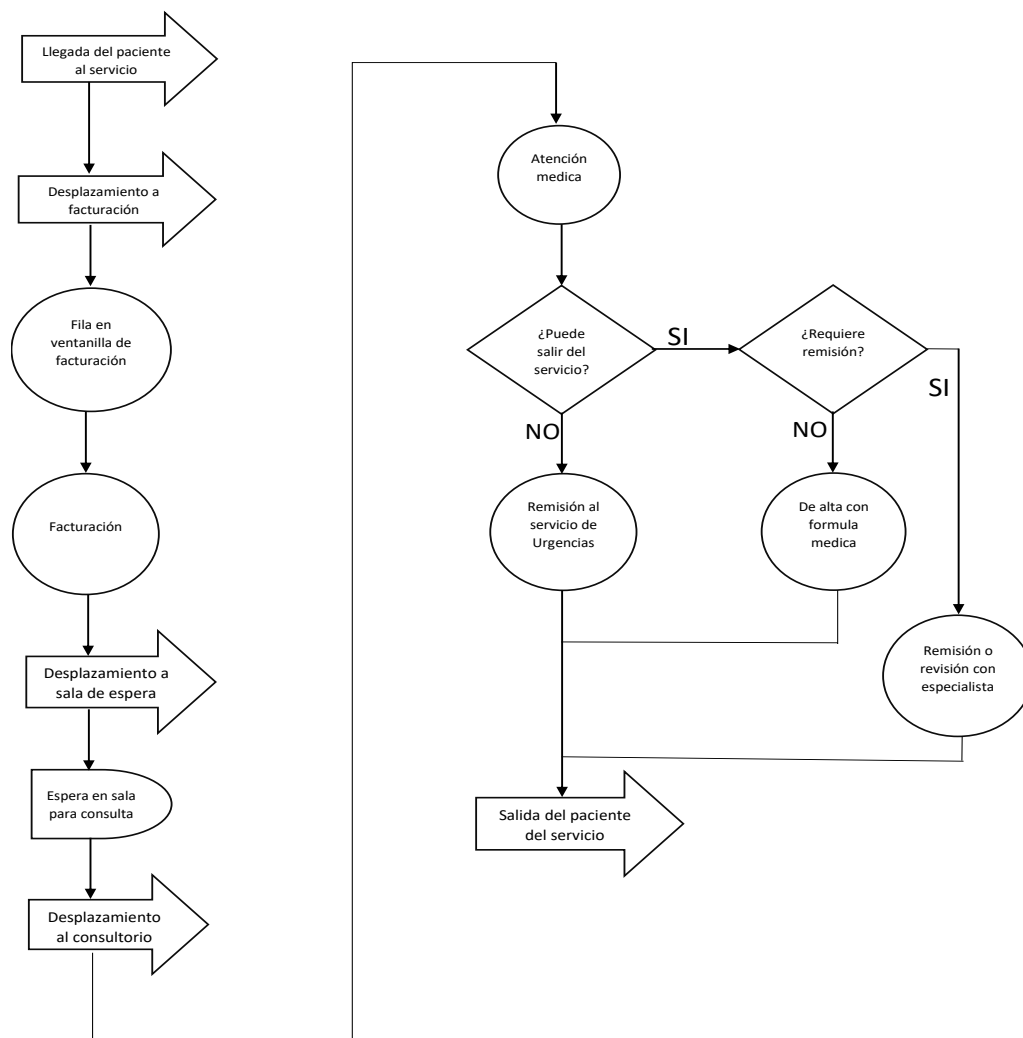 Llegada del paciente
al servicio
Desplazamiento a
facturación
Fila en
ventanilla de
facturación
Facturación
Desplazamiento a
sala de espera
Espera en sala
para consulta
Desplazamiento
al consultorio
Atención
medica
¿Puede
salir del
servicio?
SI
¿Requiere
remisión?
SI
NO
NO
Remisión al
servicio de
Urgencias
De alta con
formula
medica
Remisión o
revisión con
especialista
Salida del paciente
del servicio